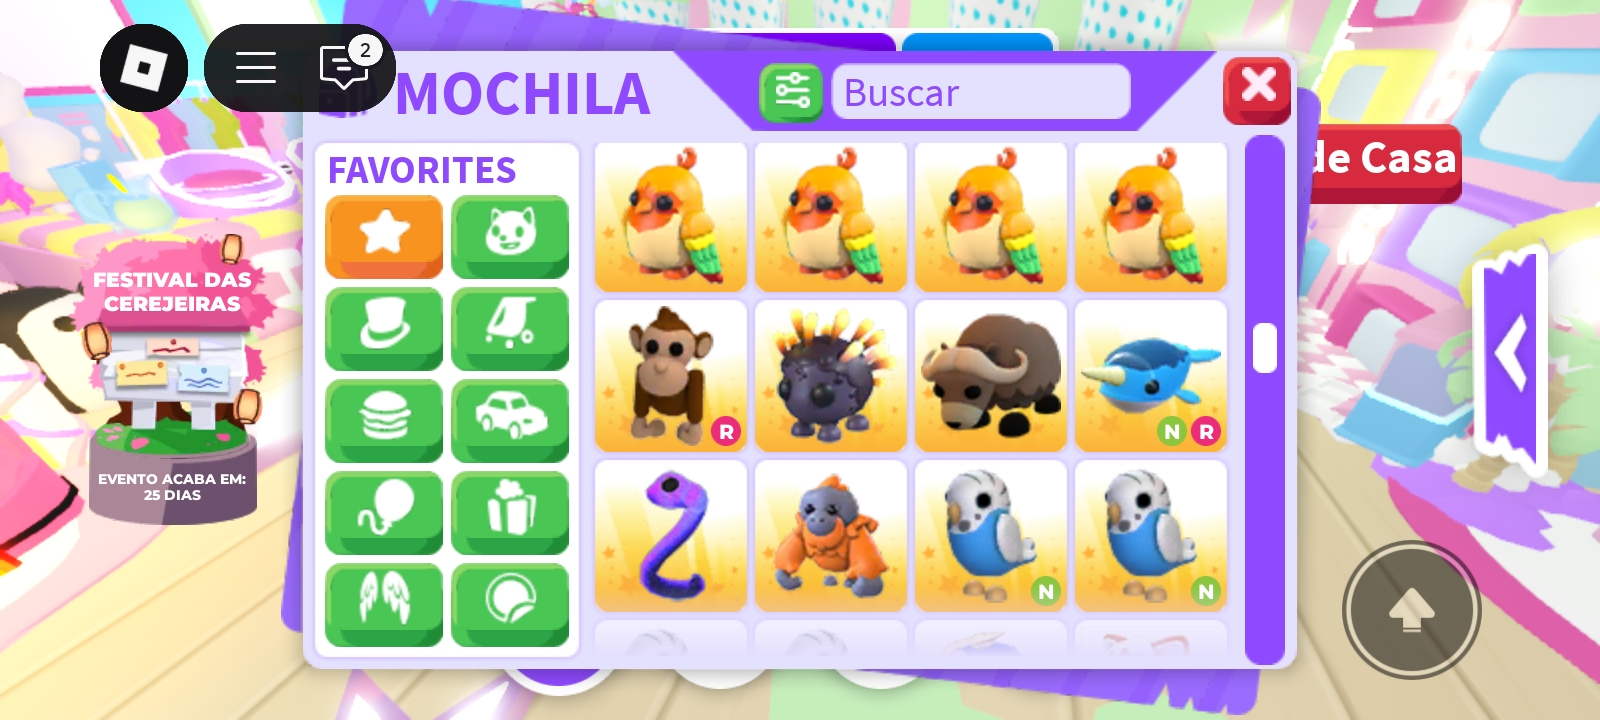 2
MOCHILA
Buscar
de Casa
FAVORITES
FESTIVAL DAS
CEREJEIRAS
EVENTO ACABA EM:
25 DIAS
R
N R
N
N